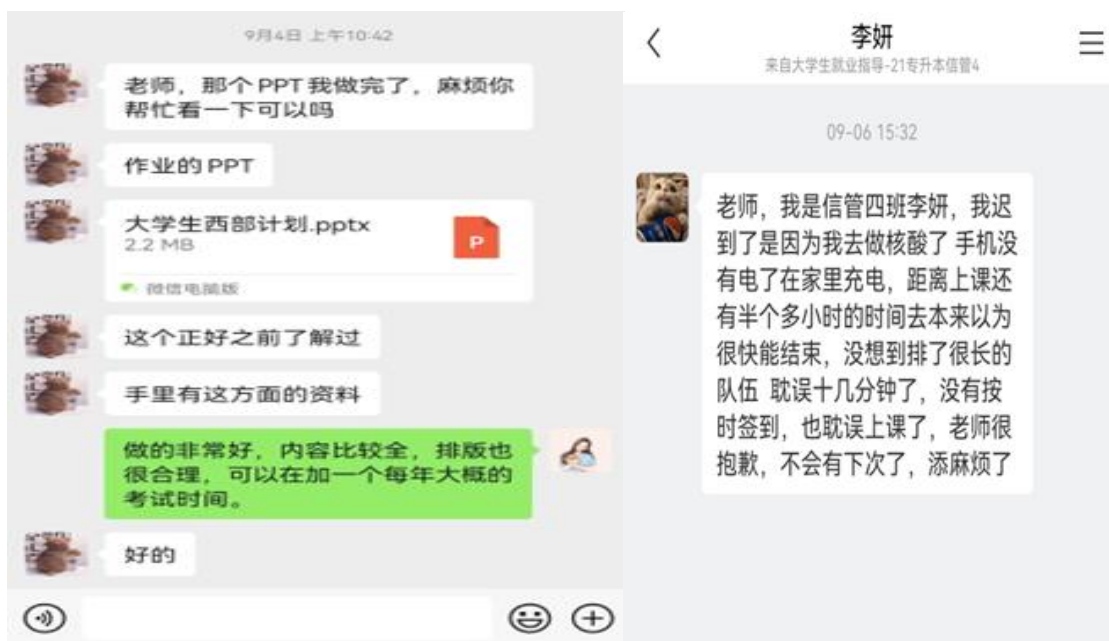 9月4日 上午10:42
老师，那个PPT我做完了，麻烦你
帮忙看一下可以吗
作业的PPT
大学生西部计划.pptx
2.2 MB
P
微信电脑版
这个正好之前了解过
手里有这方面的资料
做的非常好，内容比较全，排版也
很合理，可以在加一个每年大概的
考试时间。
好的
李妍
来自大学生就业指导-21专升本信管4
09-06 15:32
老师，我是信管四班李妍，我迟
到了是因为我去做核酸了 手机没
有电了在家里充电，距离上课还
有半个多小时的时间去本来以为
很快能结束，没想到排了很长的
队伍 耽误十几分钟了，没有按
时签到，也耽误上课了，老师很
抱歉，不会有下次了，添麻烦了